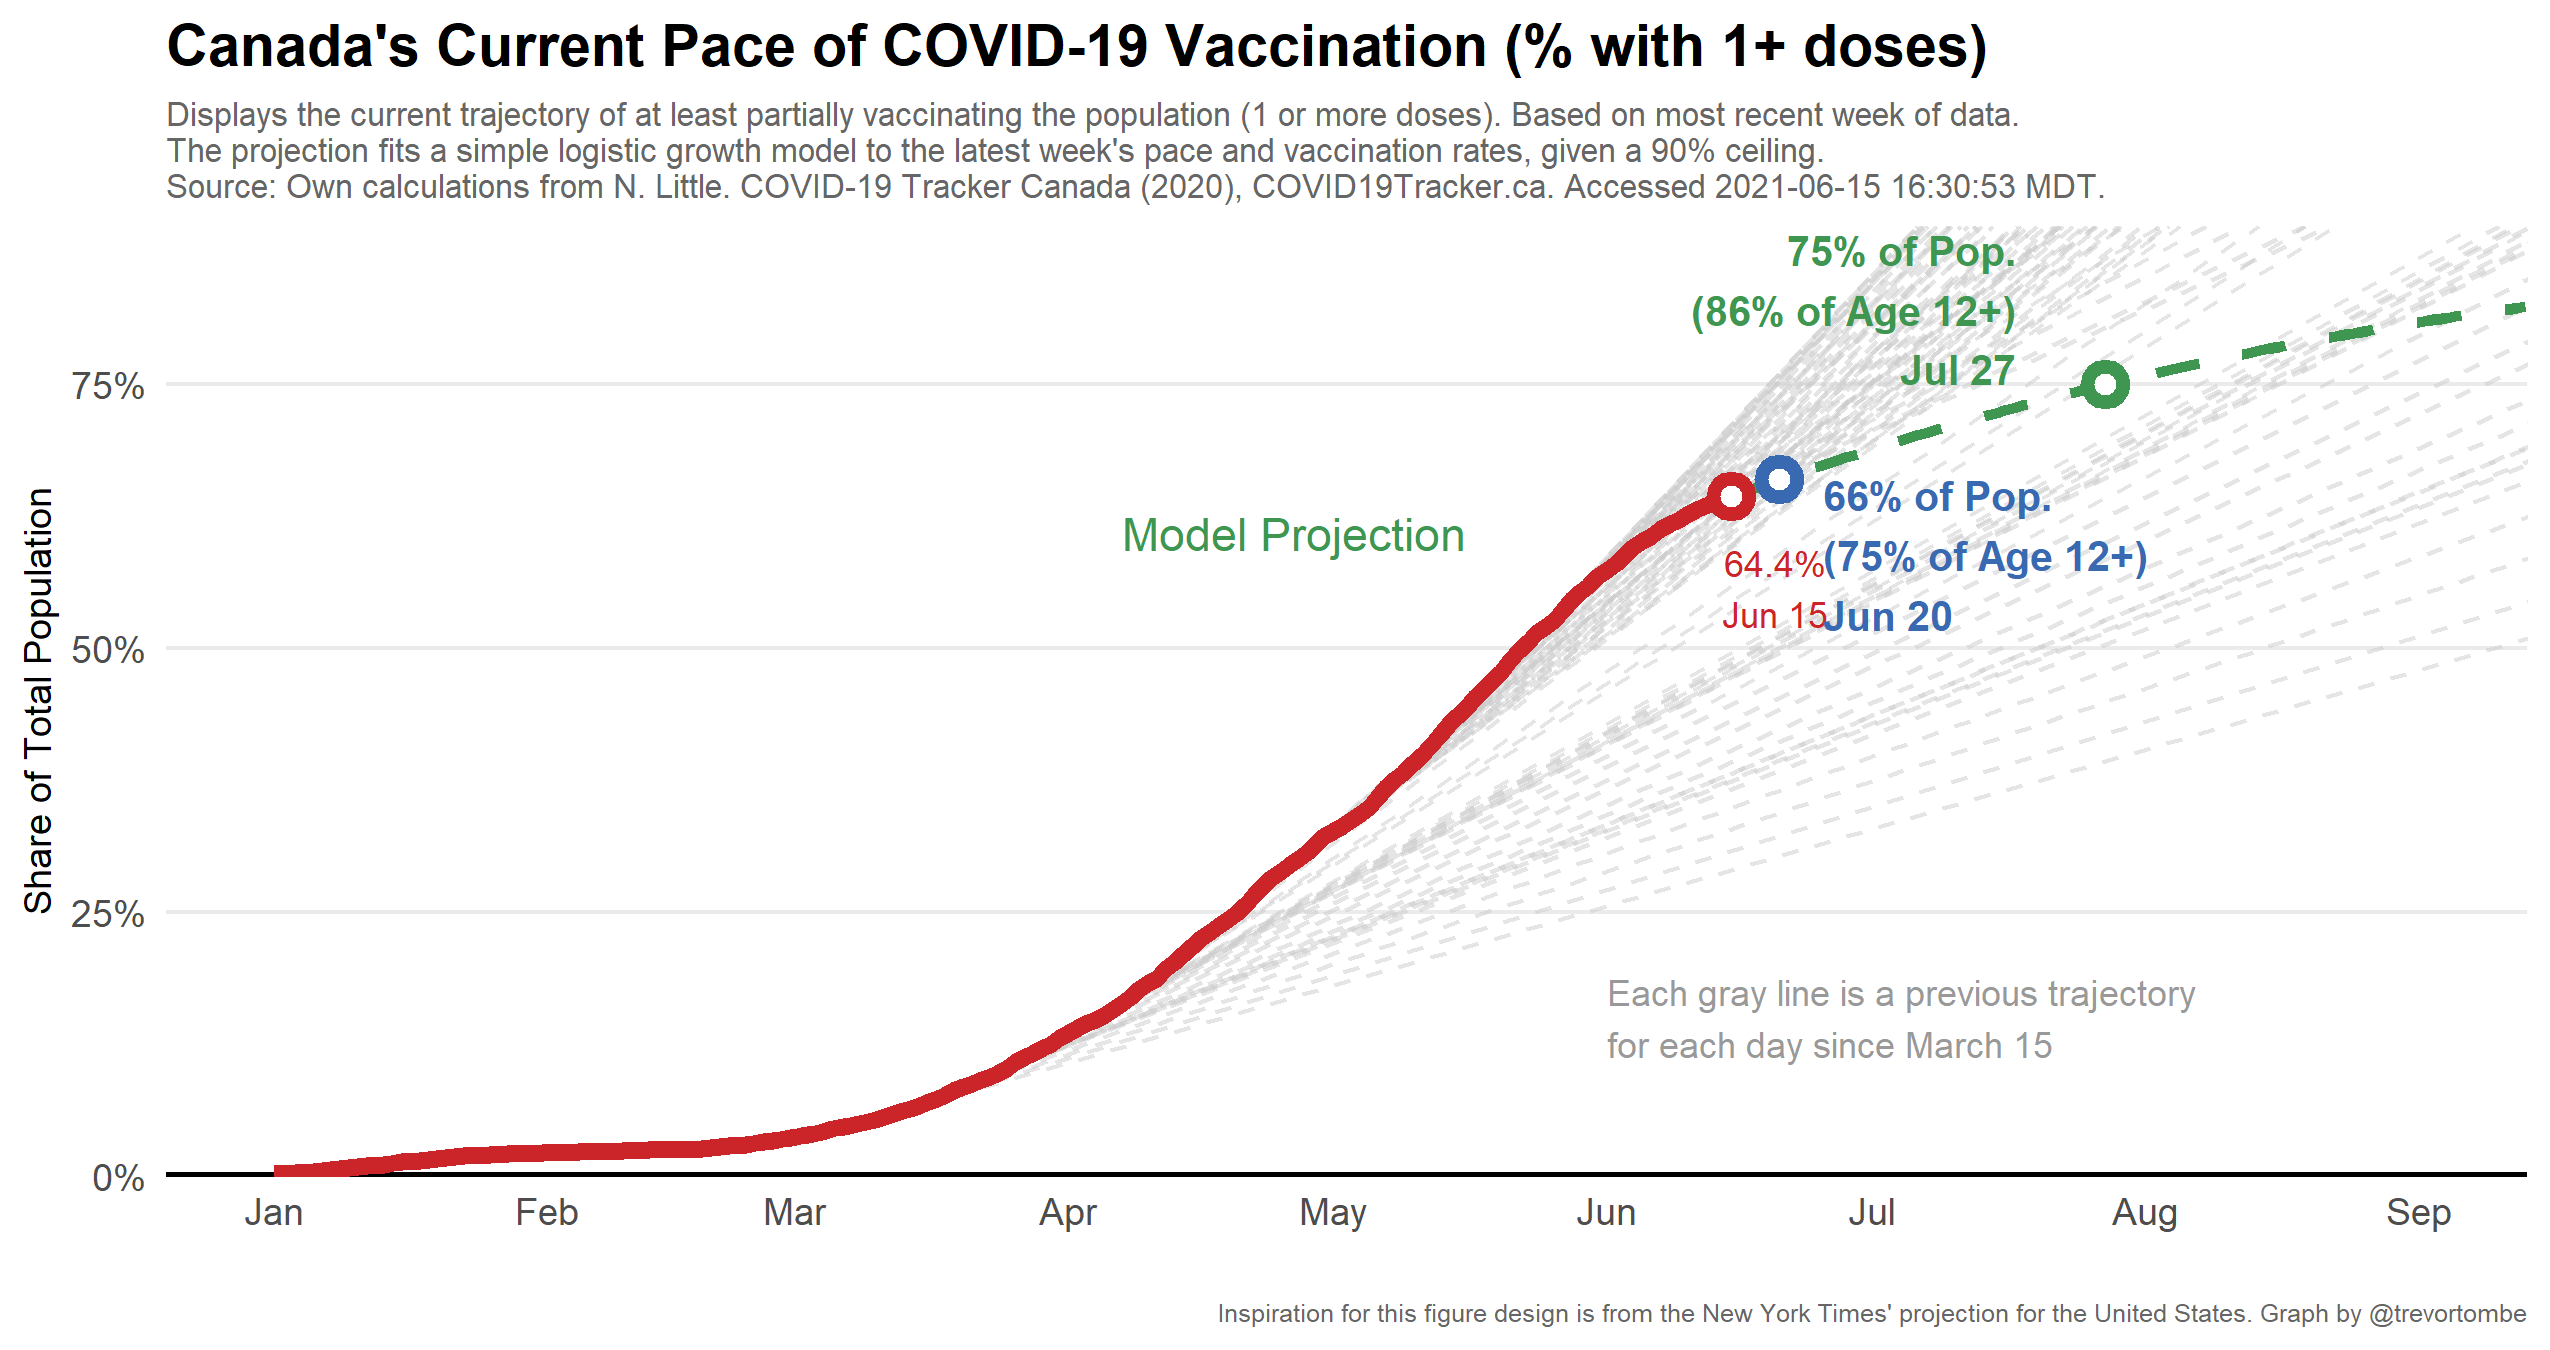 Canada's Current Pace of COVID-19 Vaccination (% with 1+ doses)
Displays the current trajectory of at least partially vaccinating the population (1 or more doses). Based on most recent week of data.
The projection fits a simple logistic growth model to the latest week's pace and vaccination rates, given a 90% ceiling.
Source: Own calculations from N. Little. COVID-19 Tracker Canada (2020), COVID19Tracker.ca. Accessed 2021-06-15 16:30:53 MDT.
75% of Pop.
(86% of Age 12+)
Jul 27
Model Projection
66% of Pop.
(75% of Age 12+)
Jun 20
64.4%
Jun 15
Each gray line is a previous trajectory
for each day since March 15
Share of Total Population
75%
50%
25%
0%
Jan Feb Mar Apr May Jun Jul Aug Sep
Inspiration for this figure design is from the New York Times' projection for the United States. Graph by @trevortombe